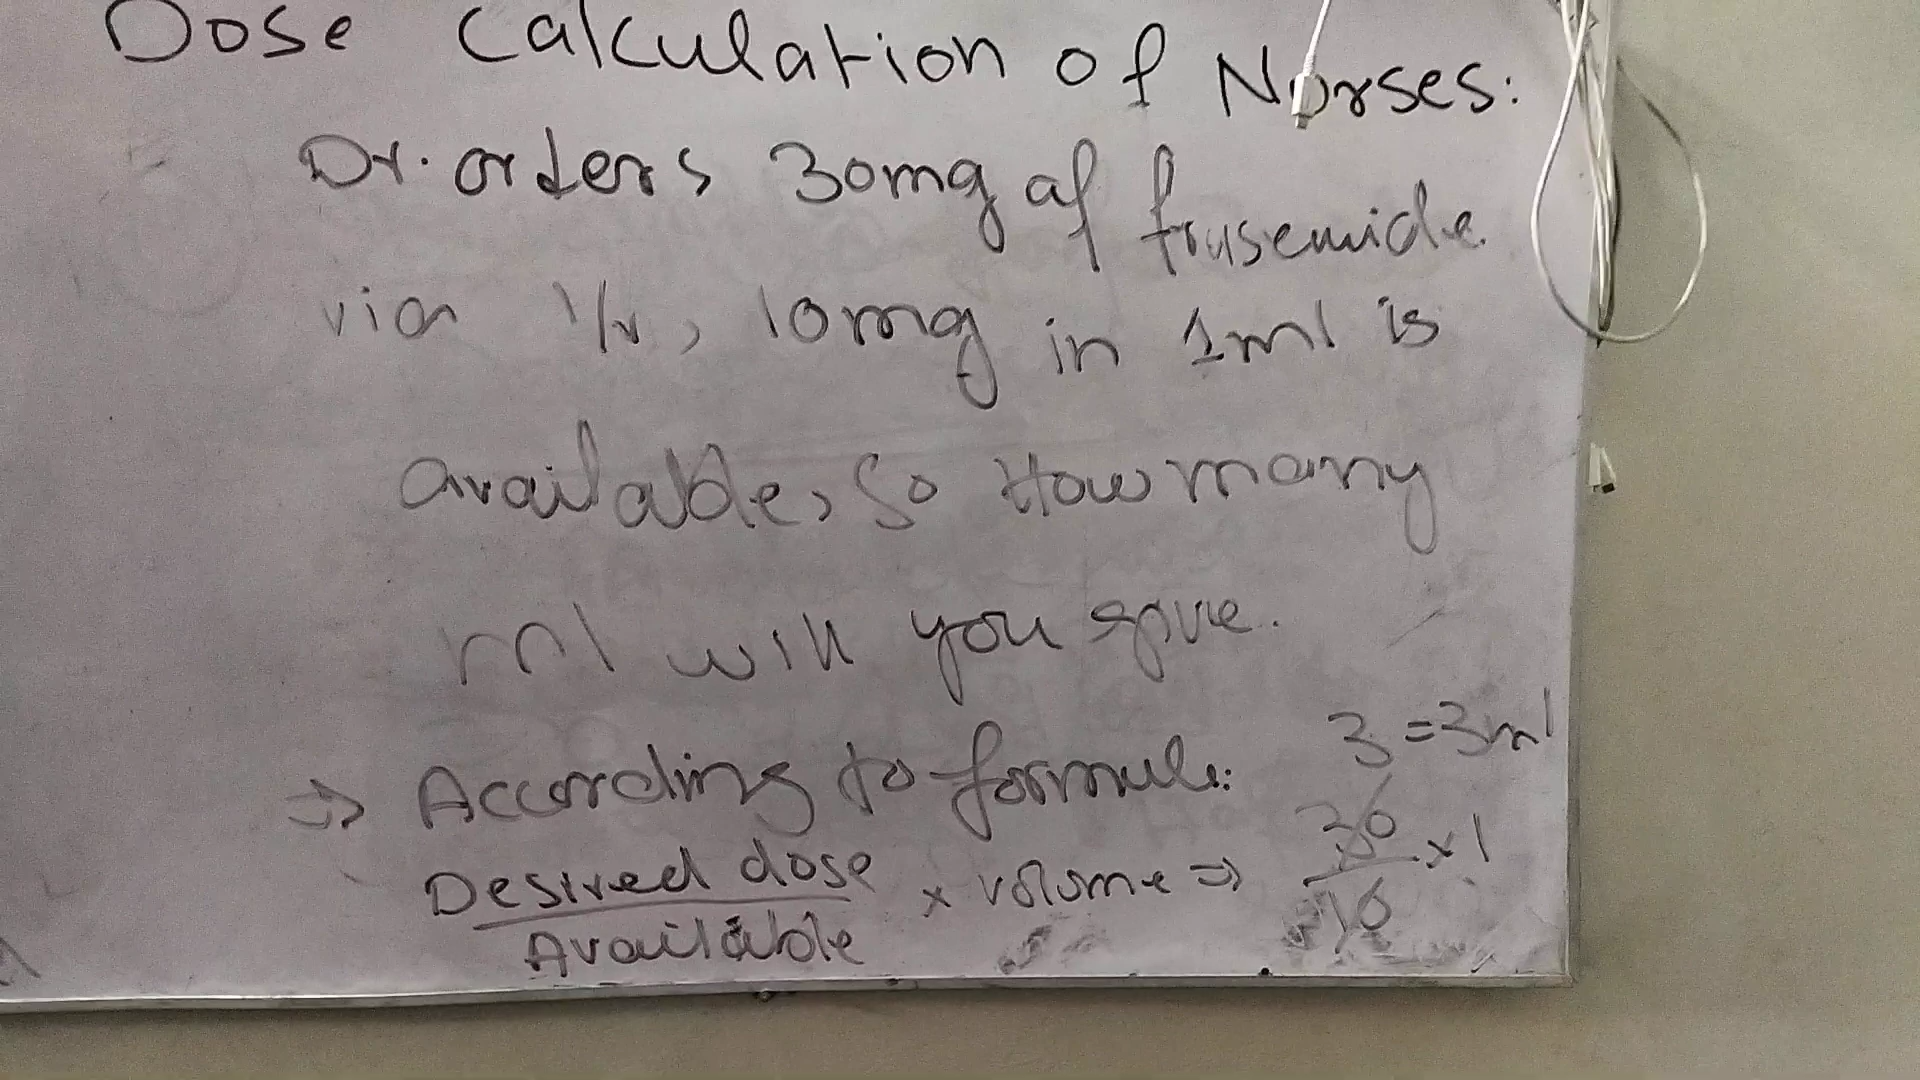 Dose Calculation of Nurses:
Dr. orders 30mg of frusemide
via I/v, 10mg in 1ml is
available, So How many
ml will you give.
⇒ According to formula:
3 = 3ml
Desired dose / Available × volume ⇒ 30/10 × 1